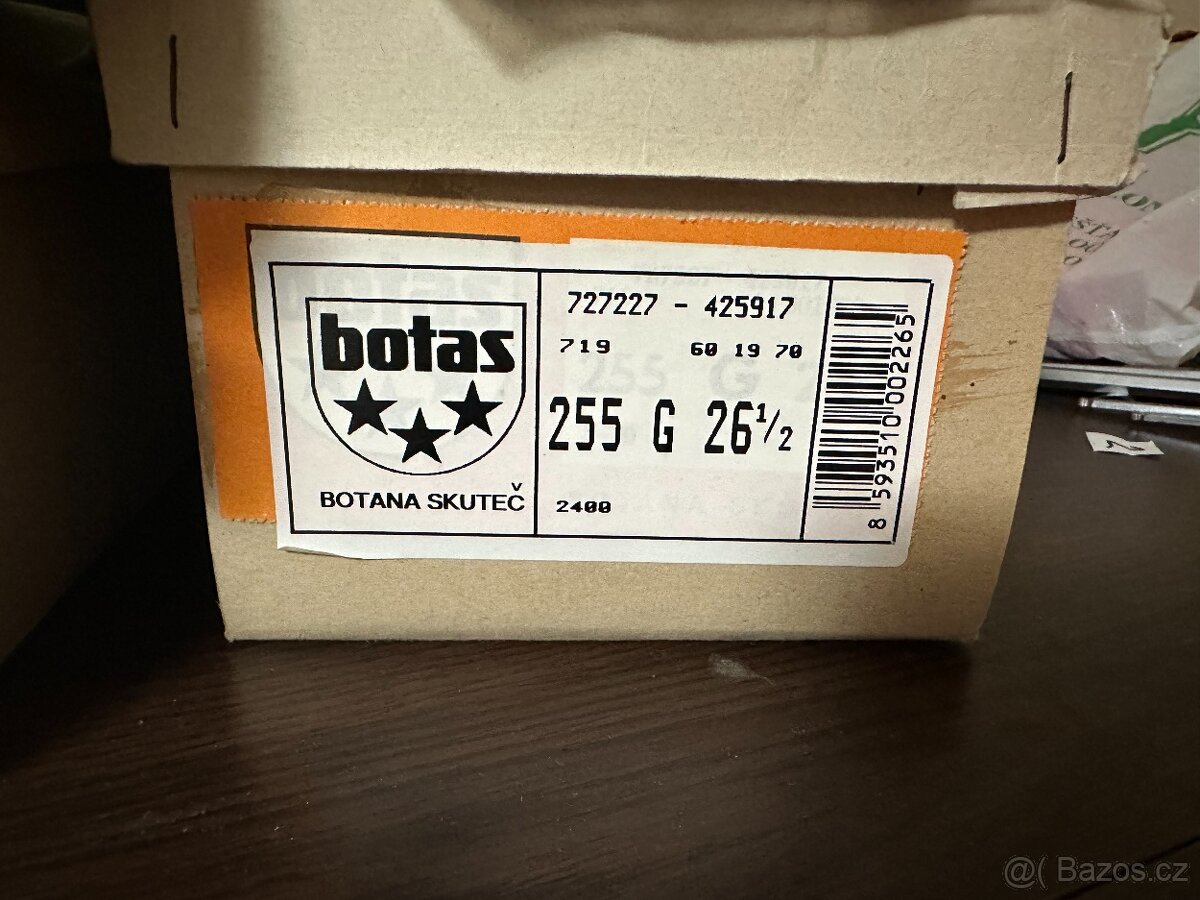 botas
BOTANA SKUTEČ
727227 - 425917
719 60 19 70
255 G 26½
2400
8 593510 002265
@( Bazos.cz